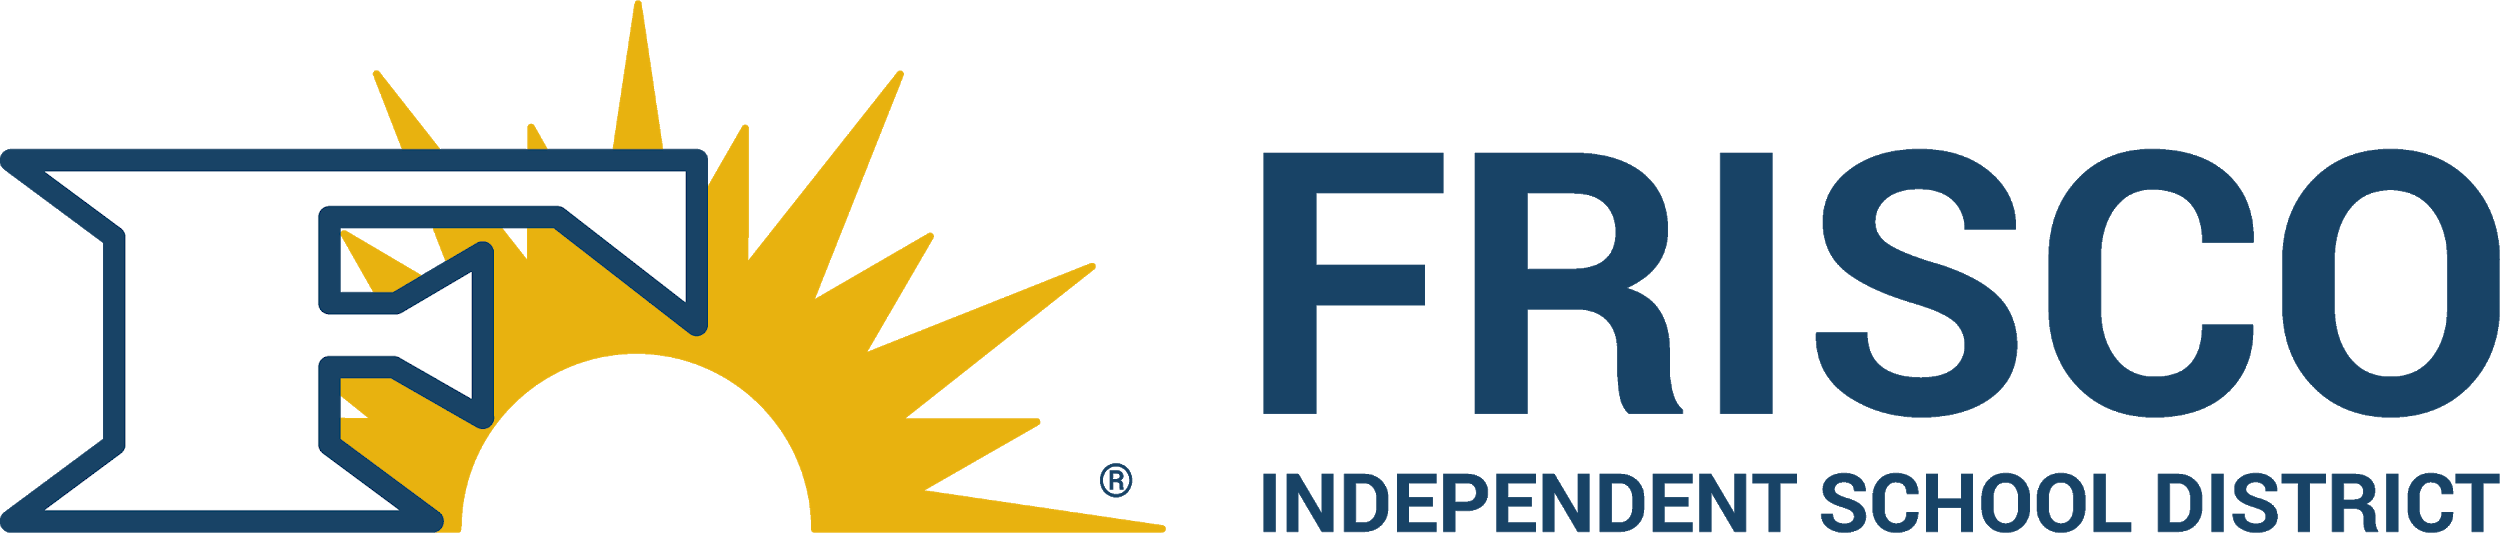 F
®
FRISCO
INDEPENDENT SCHOOL DISTRICT